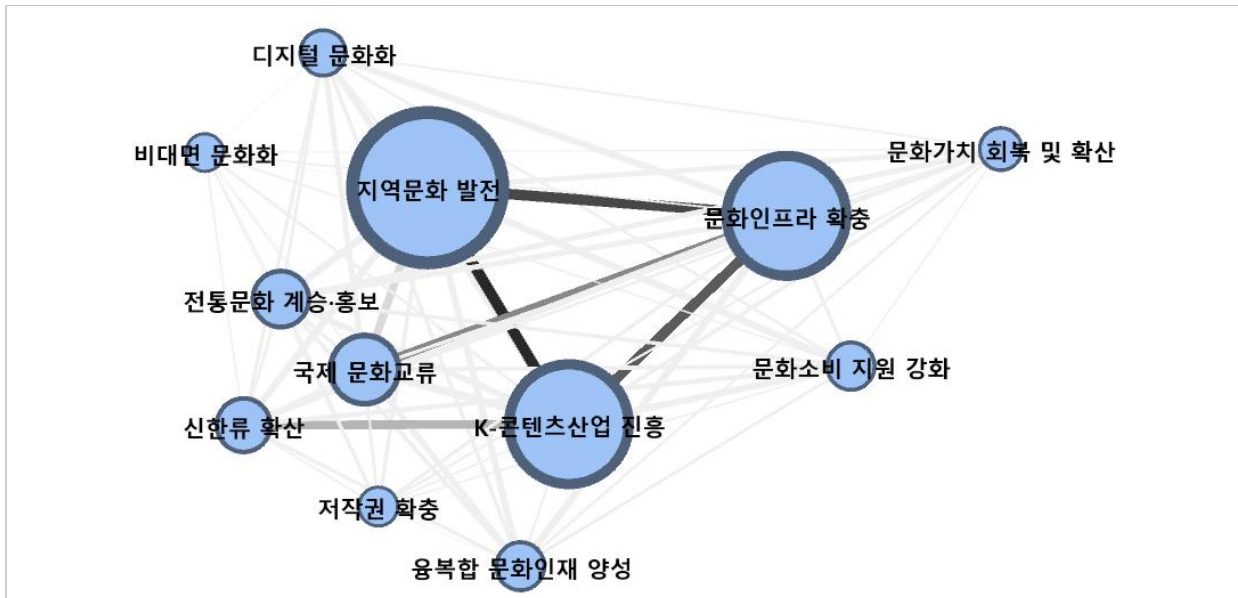 디지털 문화화
비대면 문화화
문화가치 회복 및 확산
지역문화 발전
문화인프라 확충
전통문화 계승·홍보
국제 문화교류
문화소비 지원 강화
신한류 확산
K-콘텐츠산업 진흥
저작권 확충
융복합 문화인재 양성